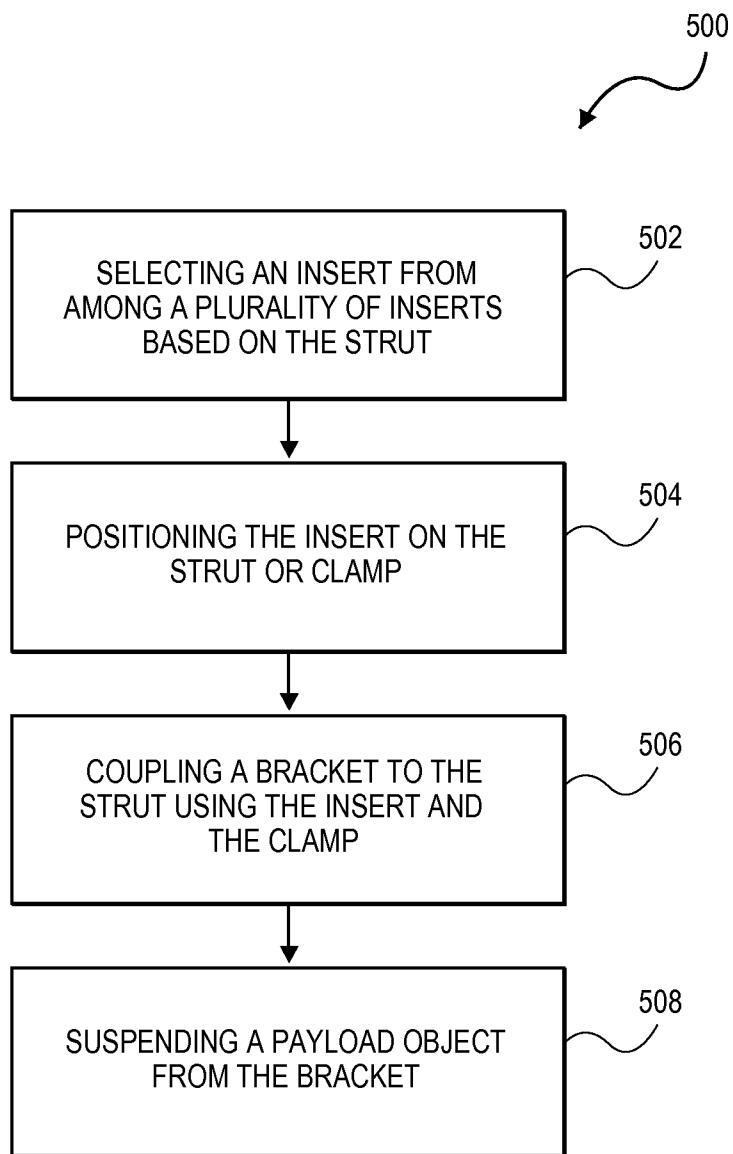 500
SELECTING AN INSERT FROM
AMONG A PLURALITY OF INSERTS
BASED ON THE STRUT
502
POSITIONING THE INSERT ON THE
STRUT OR CLAMP
504
COUPLING A BRACKET TO THE
STRUT USING THE INSERT AND
THE CLAMP
506
SUSPENDING A PAYLOAD OBJECT
FROM THE BRACKET
508